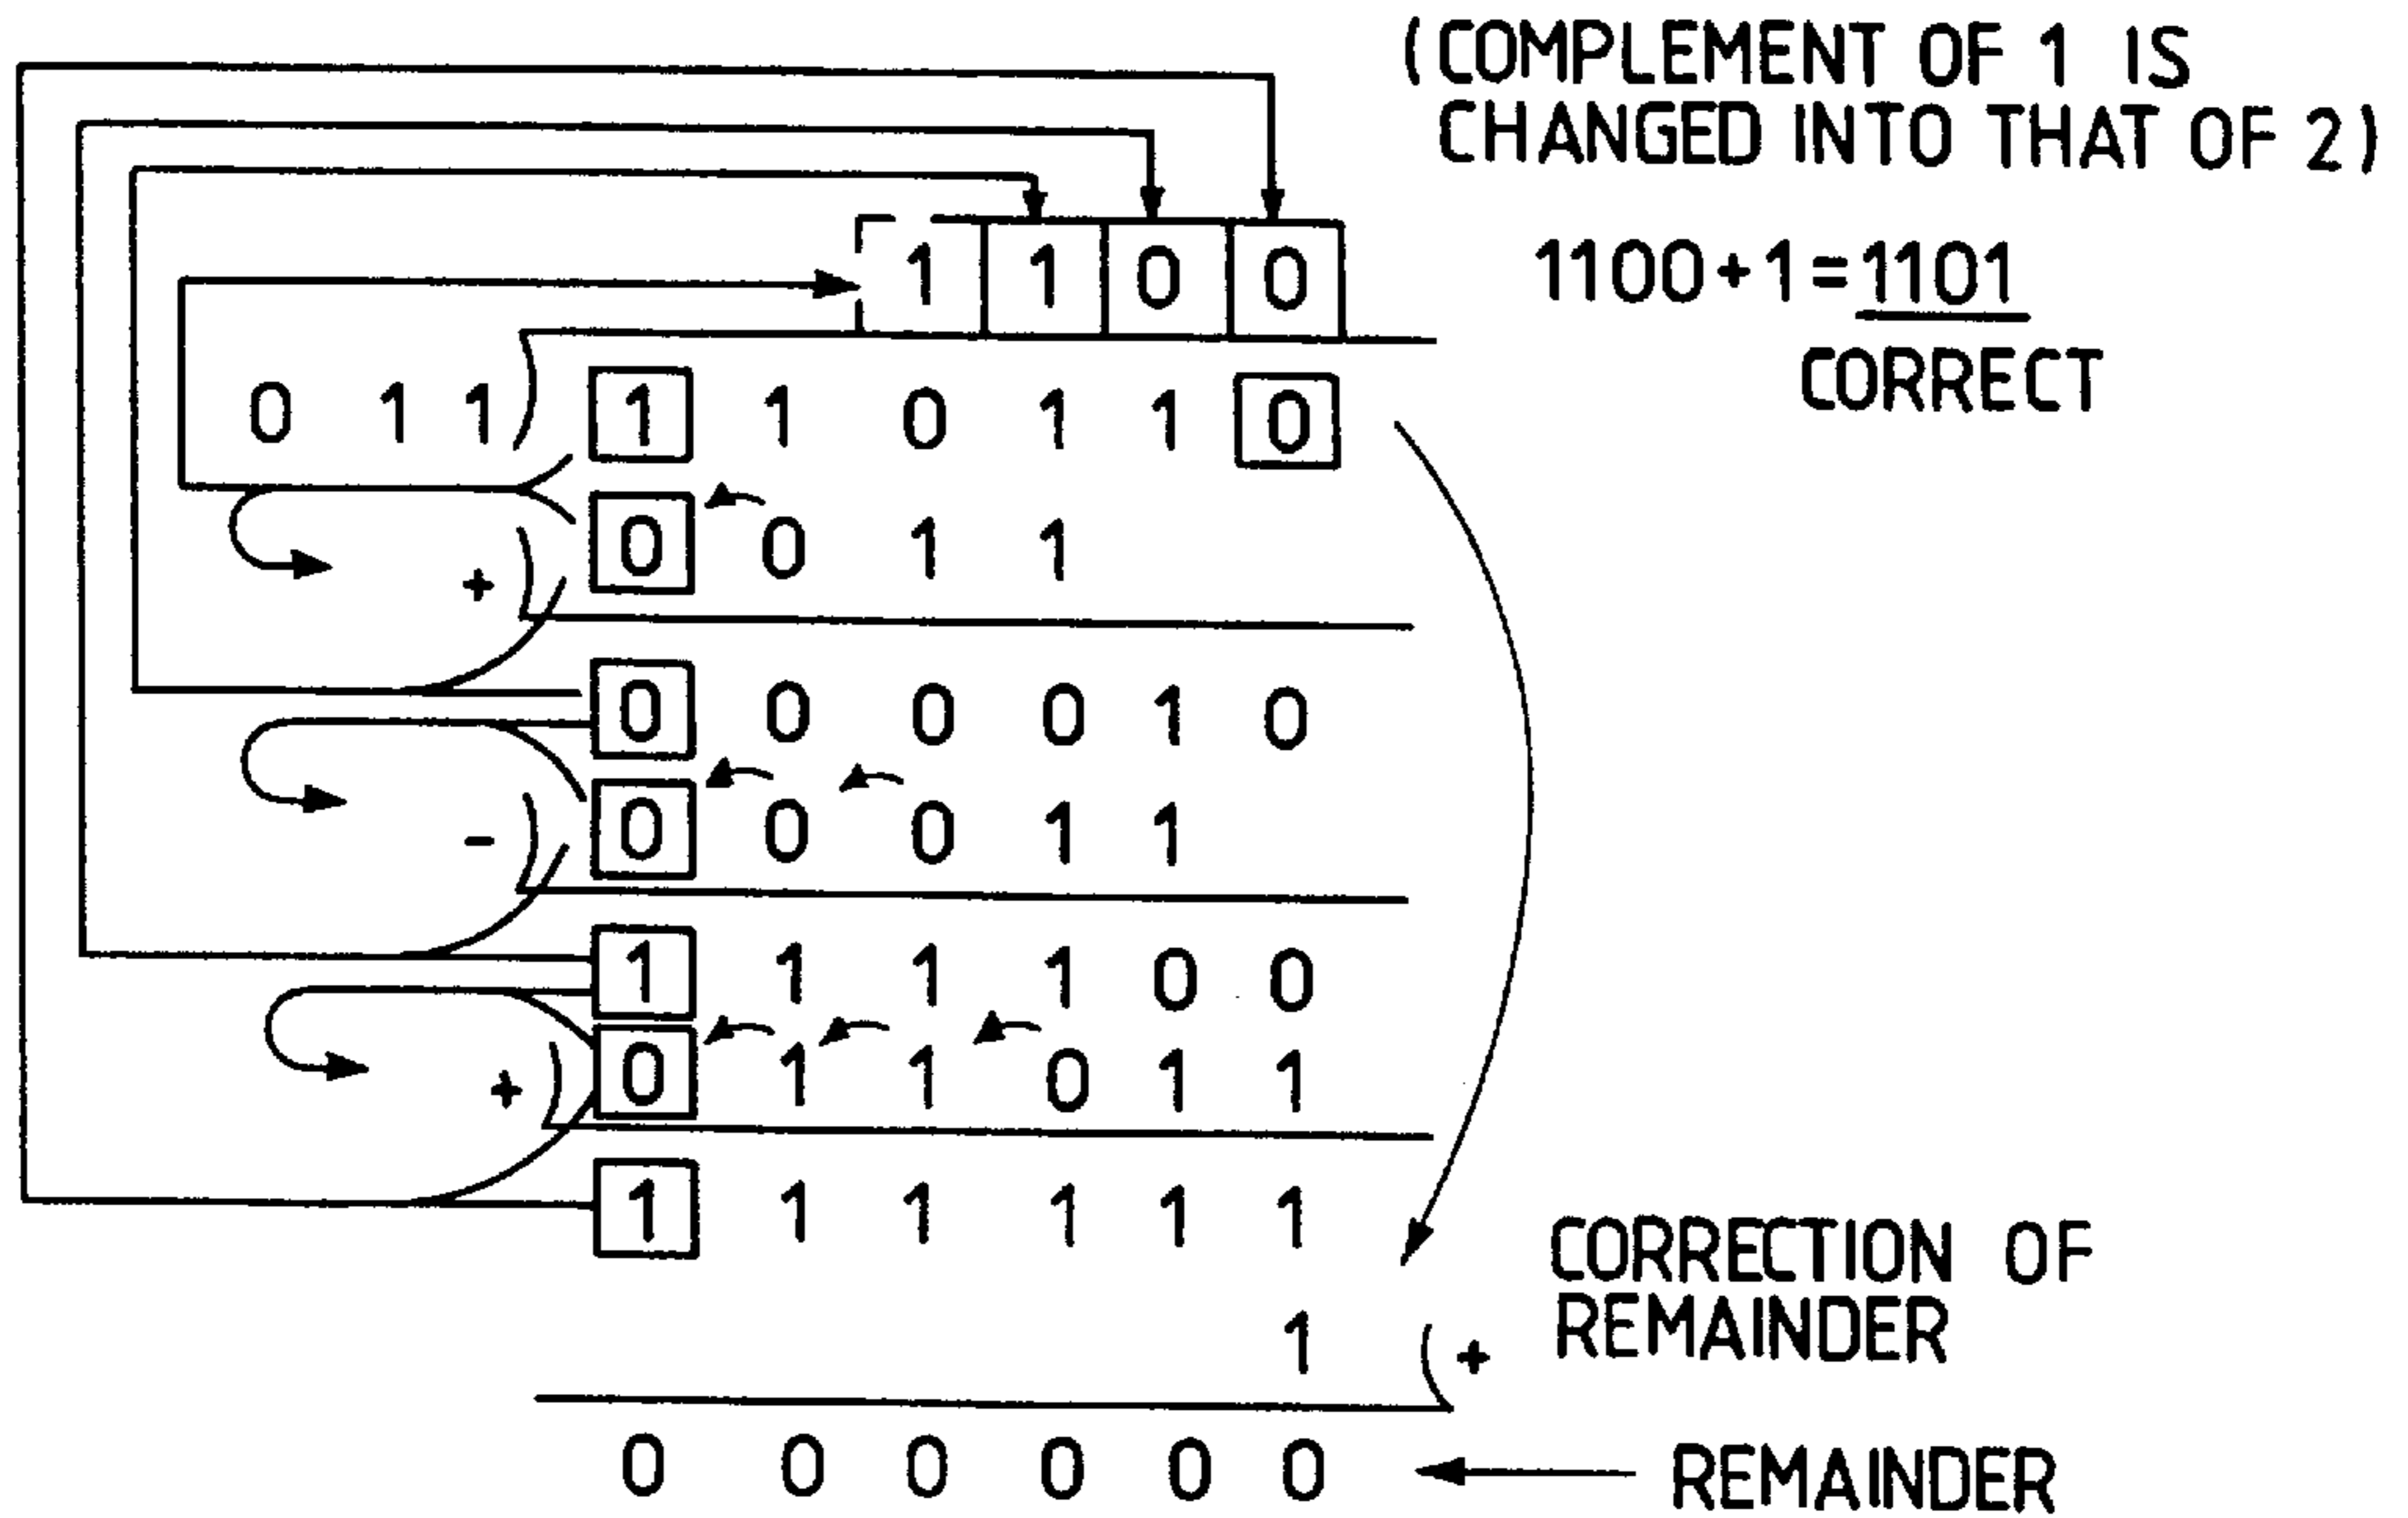 (COMPLEMENT OF 1 IS
CHANGED INTO THAT OF 2)
1 1 0 0
1100+1=1101
CORRECT
0 1 1 ) 1 1 0 1 1 0
+ ) 0 0 1 1
0 0 0 0 1 0
- ) 0 0 0 1 1
1 1 1 1 0 0
+ ) 0 1 1 0 1 1
1 1 1 1 1 1
CORRECTION OF
REMAINDER
1 ( +
0 0 0 0 0 0
REMAINDER